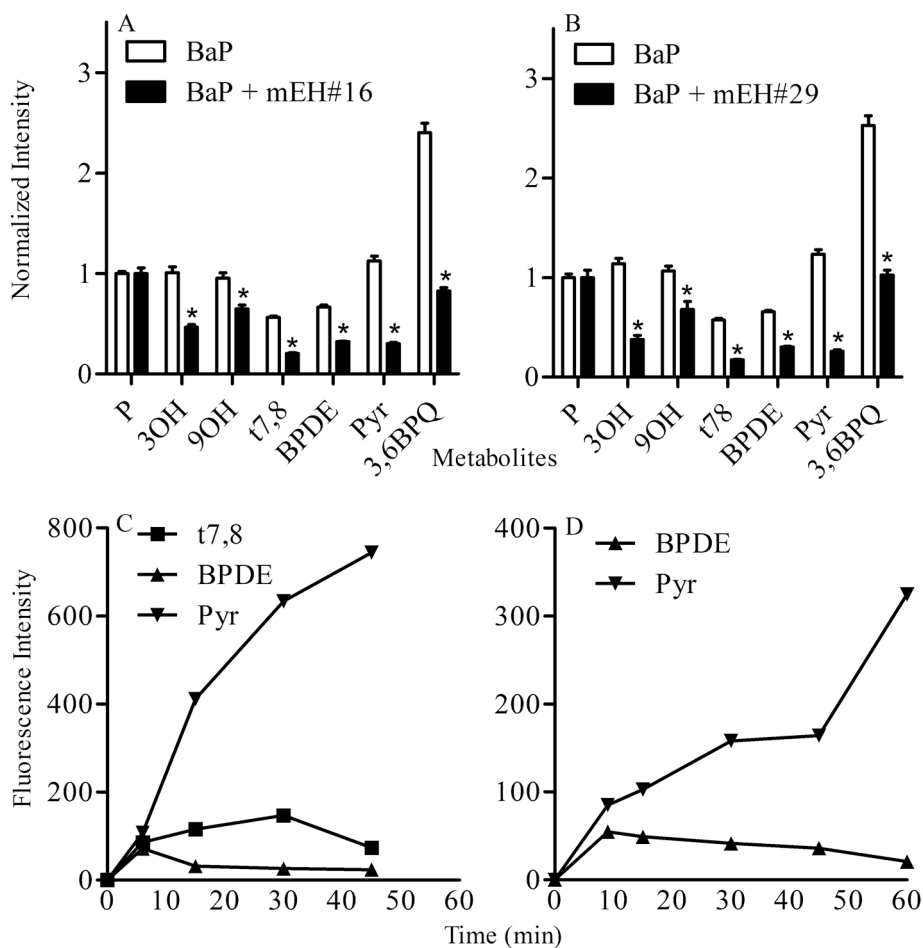 A
BaP
BaP + mEH#16
Normalized Intensity
3
2
1
0
P
3OH
9OH
t7,8
BPDE
Pyr
3,6BPQ
* * * * * *
B
BaP
BaP + mEH#29
3
2
1
0
P
3OH
9OH
t78
BPDE
Pyr
3,6BPQ
* * * * * *
Metabolites
C
t7,8
BPDE
Pyr
Fluorescence Intensity
800
600
400
200
0
0 10 20 30 40 50 60
D
BPDE
Pyr
400
300
200
100
0
0 10 20 30 40 50 60
Time (min)